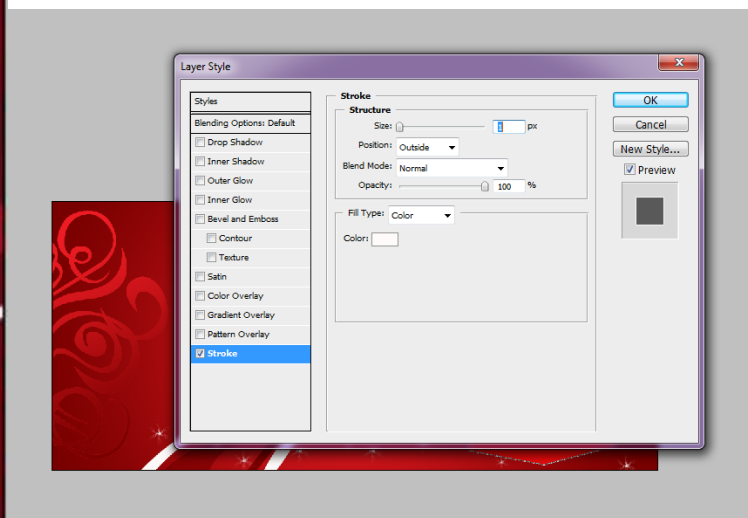 Layer Style
Styles
Blending Options: Default
Drop Shadow
Inner Shadow
Outer Glow
Inner Glow
Bevel and Emboss
Contour
Texture
Satin
Color Overlay
Gradient Overlay
Pattern Overlay
Stroke
Stroke
Structure
Size: px
Position: Outside
Blend Mode: Normal
Opacity: 100 %
Fill Type: Color
Color:
OK
Cancel
New Style...
Preview